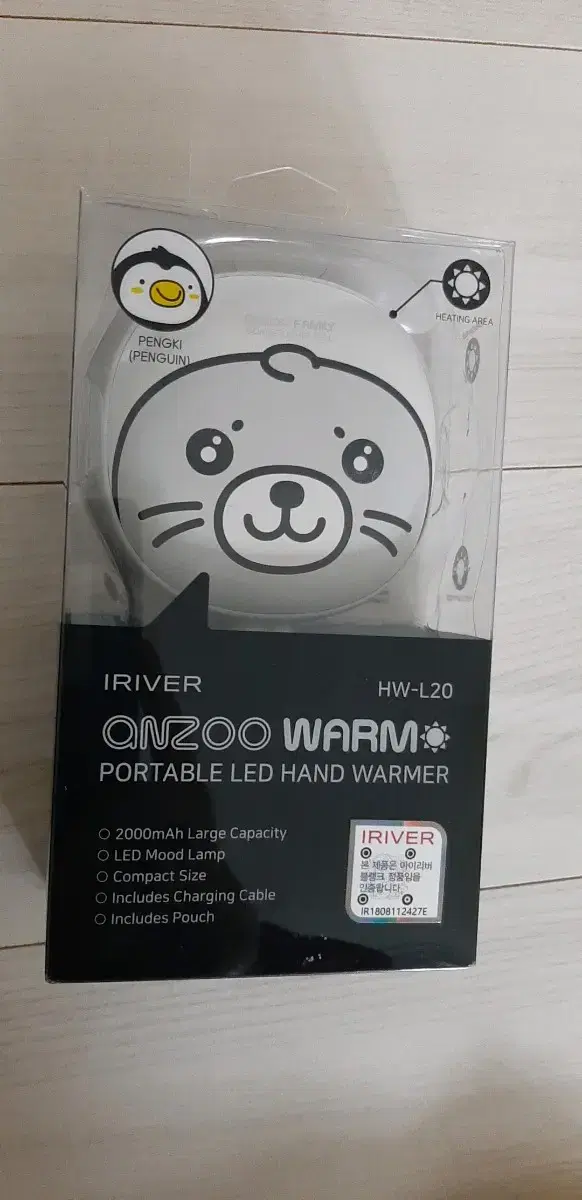 PENGKI
(PENGUIN)
HEATING AREA
FAMILY
IRIVER
HW-L20
ANZOO WARM
PORTABLE LED HAND WARMER
2000mAh Large Capacity
LED Mood Lamp
Compact Size
Includes Charging Cable
Includes Pouch
IRIVER
본 제품은 아이리버
블랭크 정품임을
인증합니다.
IR1808112427E